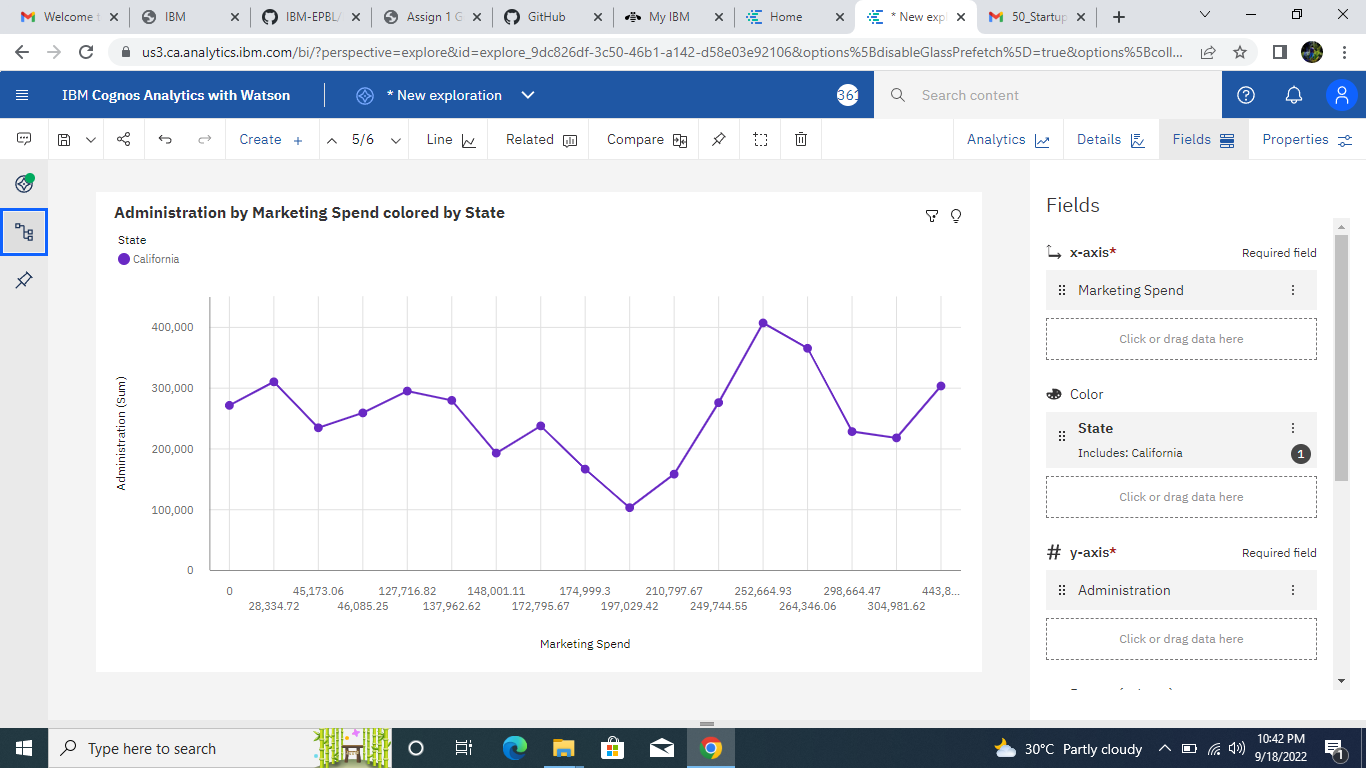 Welcome t
IBM
IBM-EPBL/
Assign 1 G
GitHub
My IBM
Home
* New expl
50_Startup
us3.ca.analytics.ibm.com/bi/?perspective=explore&id=explore_9dc826df-3c50-46b1-a142-d58e03e92106&options%5BdisableGlassPrefetch%5D=true&options%5Bcoll...
IBM Cognos Analytics with Watson
* New exploration
361
Search content
Create +
5/6
Line
Related
Compare
Analytics
Details
Fields
Properties
Administration by Marketing Spend colored by State
State
California
Administration (Sum)
400,000
300,000
200,000
100,000
0
0 45,173.06 127,716.82 148,001.11 174,999.3 210,797.67 252,664.93 298,664.47 443,8...
28,334.72 46,085.25 137,962.62 172,795.67 197,029.42 249,744.55 264,346.06 304,981.62
Marketing Spend
Fields
x-axis* Required field
Marketing Spend
Click or drag data here
Color
State
Includes: California
1
Click or drag data here
y-axis* Required field
Administration
Click or drag data here
Type here to search
30°C Partly cloudy
10:42 PM
9/18/2022
1